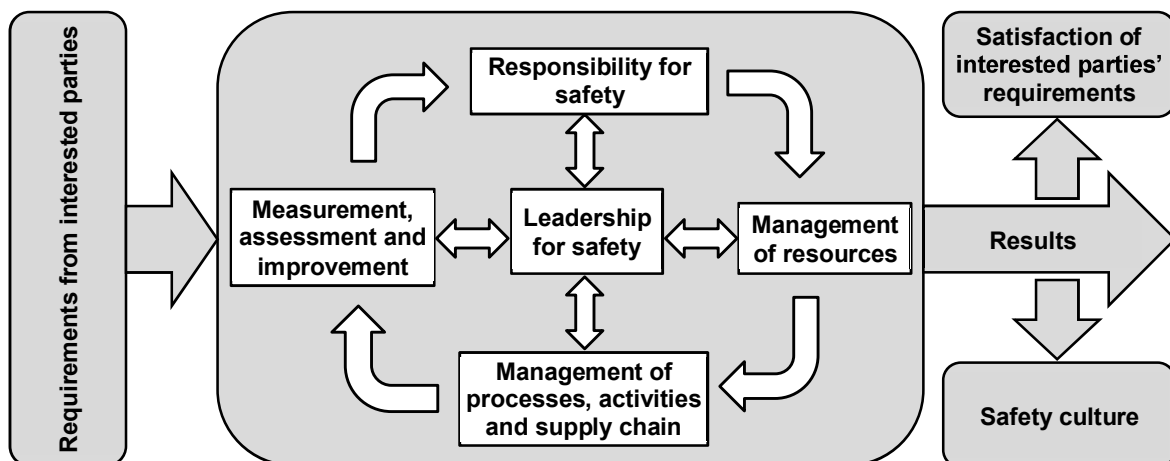 Requirements from interested parties
Responsibility for
safety
Measurement,
assessment and
improvement
Leadership
for safety
Management
of resources
Management of
processes, activities
and supply chain
Results
Satisfaction of
interested parties’
requirements
Safety culture